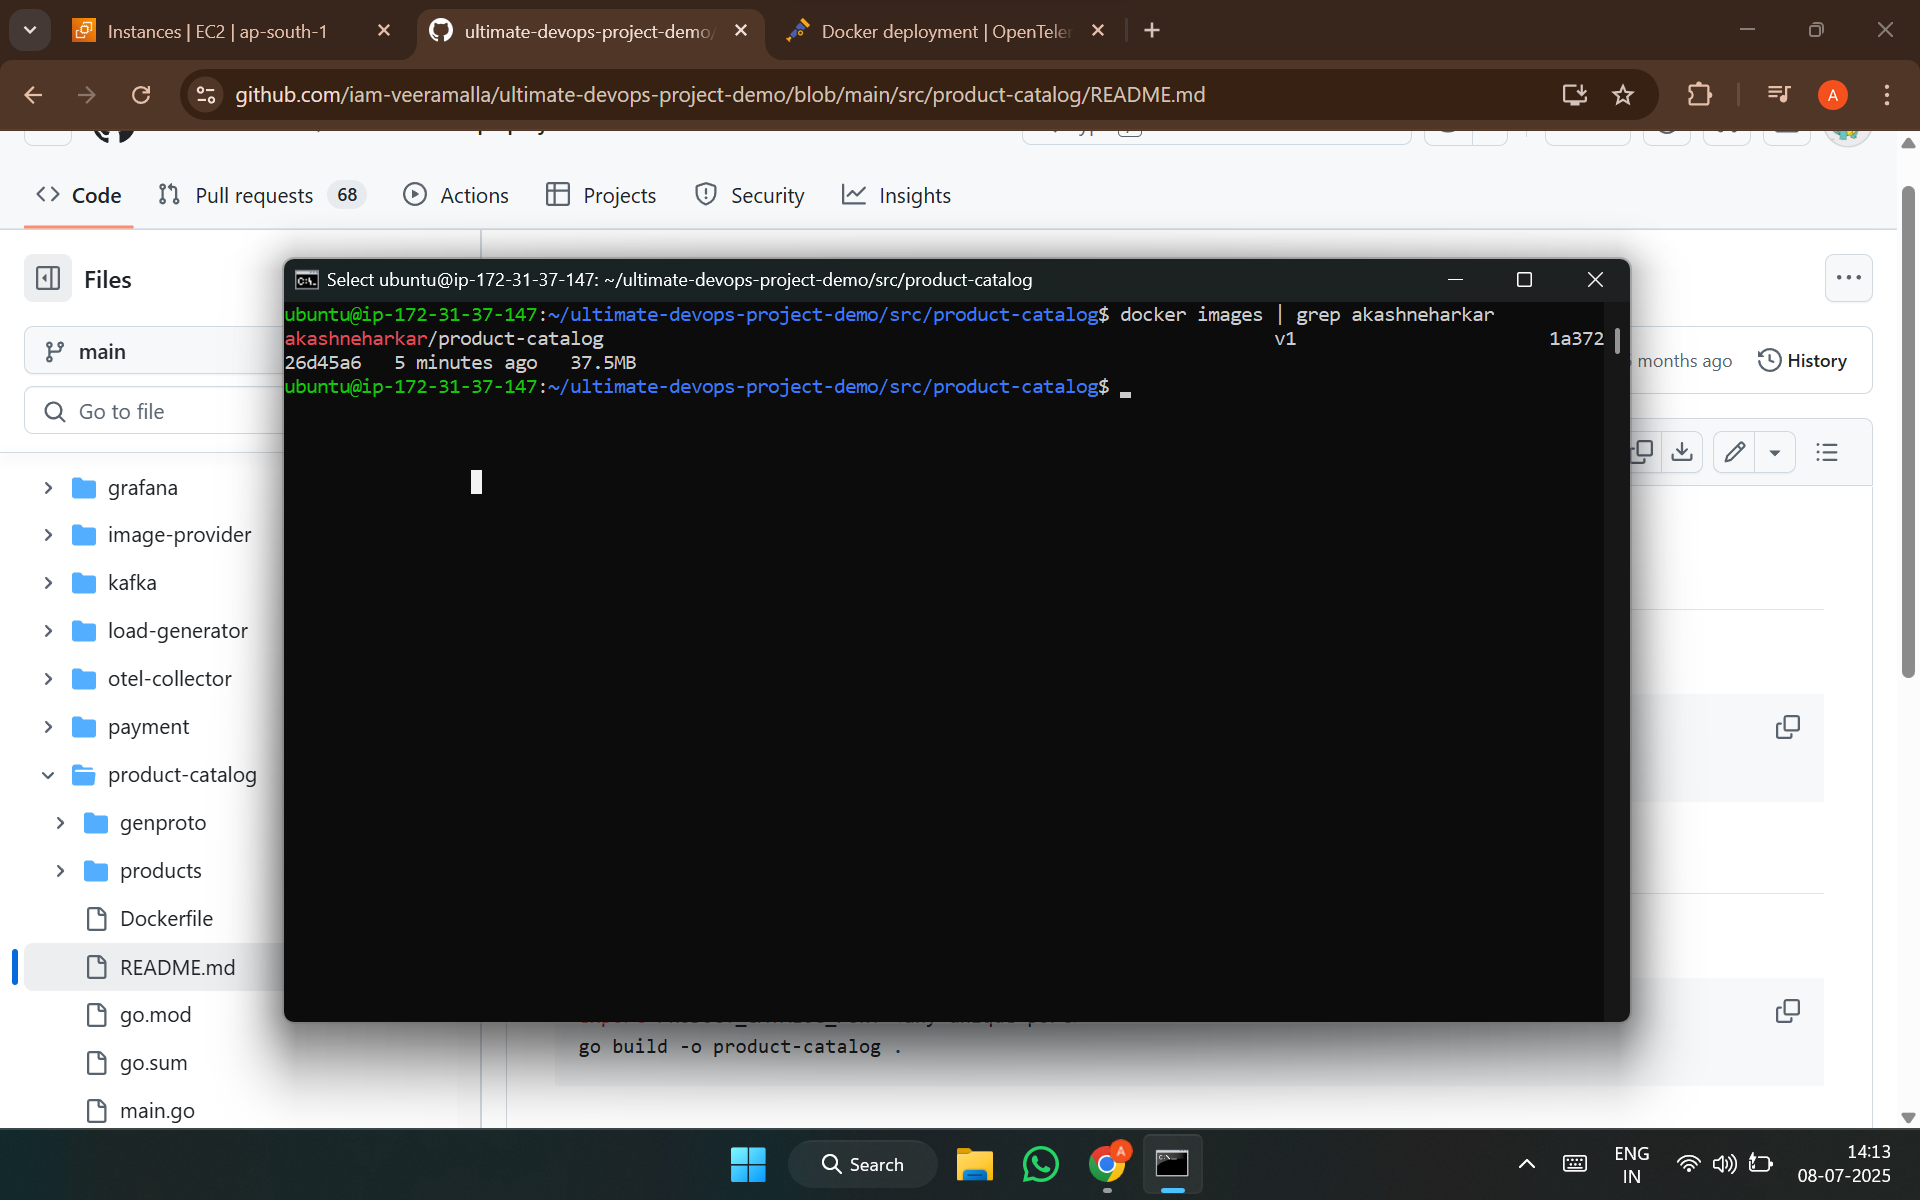 Instances | EC2 | ap-south-1
ultimate-devops-project-demo/
Docker deployment | OpenTeler
github.com/iam-veeramalla/ultimate-devops-project-demo/blob/main/src/product-catalog/README.md
A
Code
Pull requests 68
Actions
Projects
Security
Insights
Files
main
Go to file
months ago
History
grafana
image-provider
kafka
load-generator
otel-collector
payment
product-catalog
genproto
products
Dockerfile
README.md
go.mod
go.sum
main.go
Select ubuntu@ip-172-31-37-147: ~/ultimate-devops-project-demo/src/product-catalog
ubuntu@ip-172-31-37-147:~/ultimate-devops-project-demo/src/product-catalog$ docker images | grep akashneharkar
akashneharkar/product-catalog v1 1a372
26d45a6 5 minutes ago 37.5MB
ubuntu@ip-172-31-37-147:~/ultimate-devops-project-demo/src/product-catalog$
go build -o product-catalog .
Search
A
ENG
IN
14:13
08-07-2025